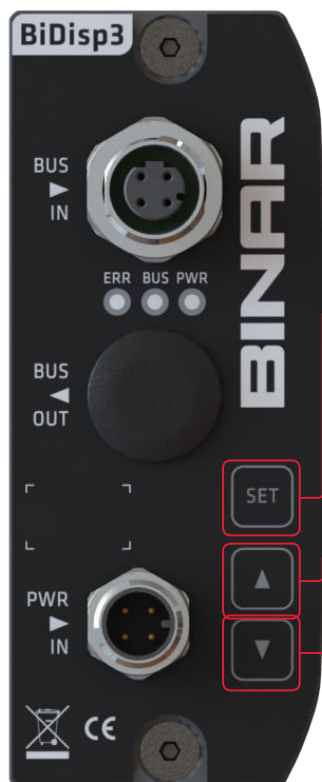 BiDisp3
BUS
▶
IN
BINAR
ERR BUS PWR
BUS
◀
OUT
SET
▲
PWR
▶
IN
▼
CE